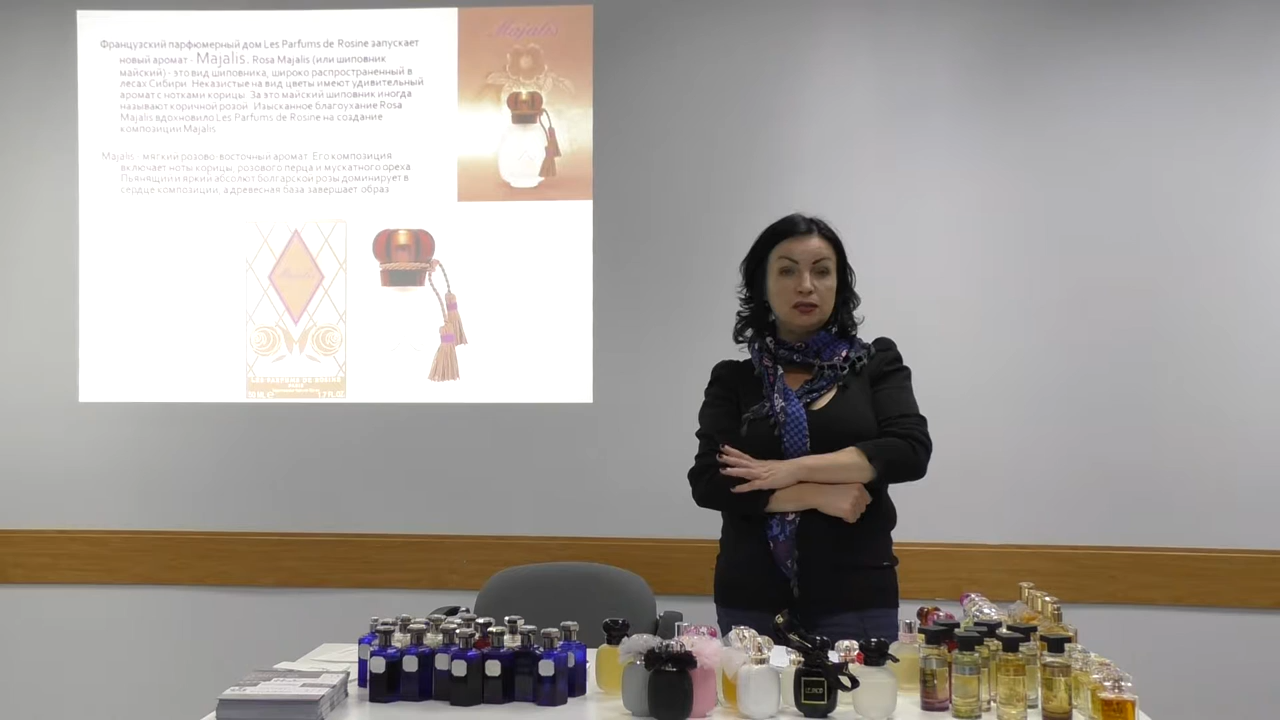 Французский парфюмерный дом Les Parfums de Rosine запускает
новый аромат - Majalis. Rosa Majalis (или шиповник
майский) - это вид шиповника, широко распространенный в
лесах Сибири. Неказистые на вид цветы имеют удивительный
аромат с нотками корицы. За это майский шиповник иногда
называют коричной розой. Изысканное благоухание Rosa
Majalis вдохновило Les Parfums de Rosine на создание
композиции Majalis.
Majalis - мягкий розово-восточный аромат. Его композиция
включает ноты корицы, розового перца и мускатного ореха.
Пьянящий и яркий абсолют болгарской розы доминирует в
сердце композиции, а древесная база завершает образ
Majalis
Majalis
LES PARFUMS DE ROSINE
PARIS